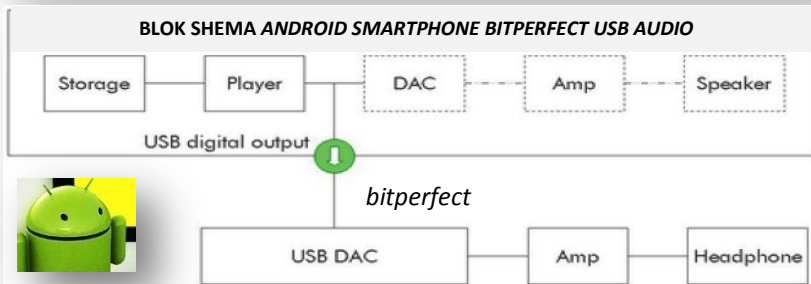 BLOK SHEMA ANDROID SMARTPHONE BITPERFECT USB AUDIO
Storage
Player
DAC
Amp
Speaker
USB digital output
bitperfect
USB DAC
Amp
Headphone